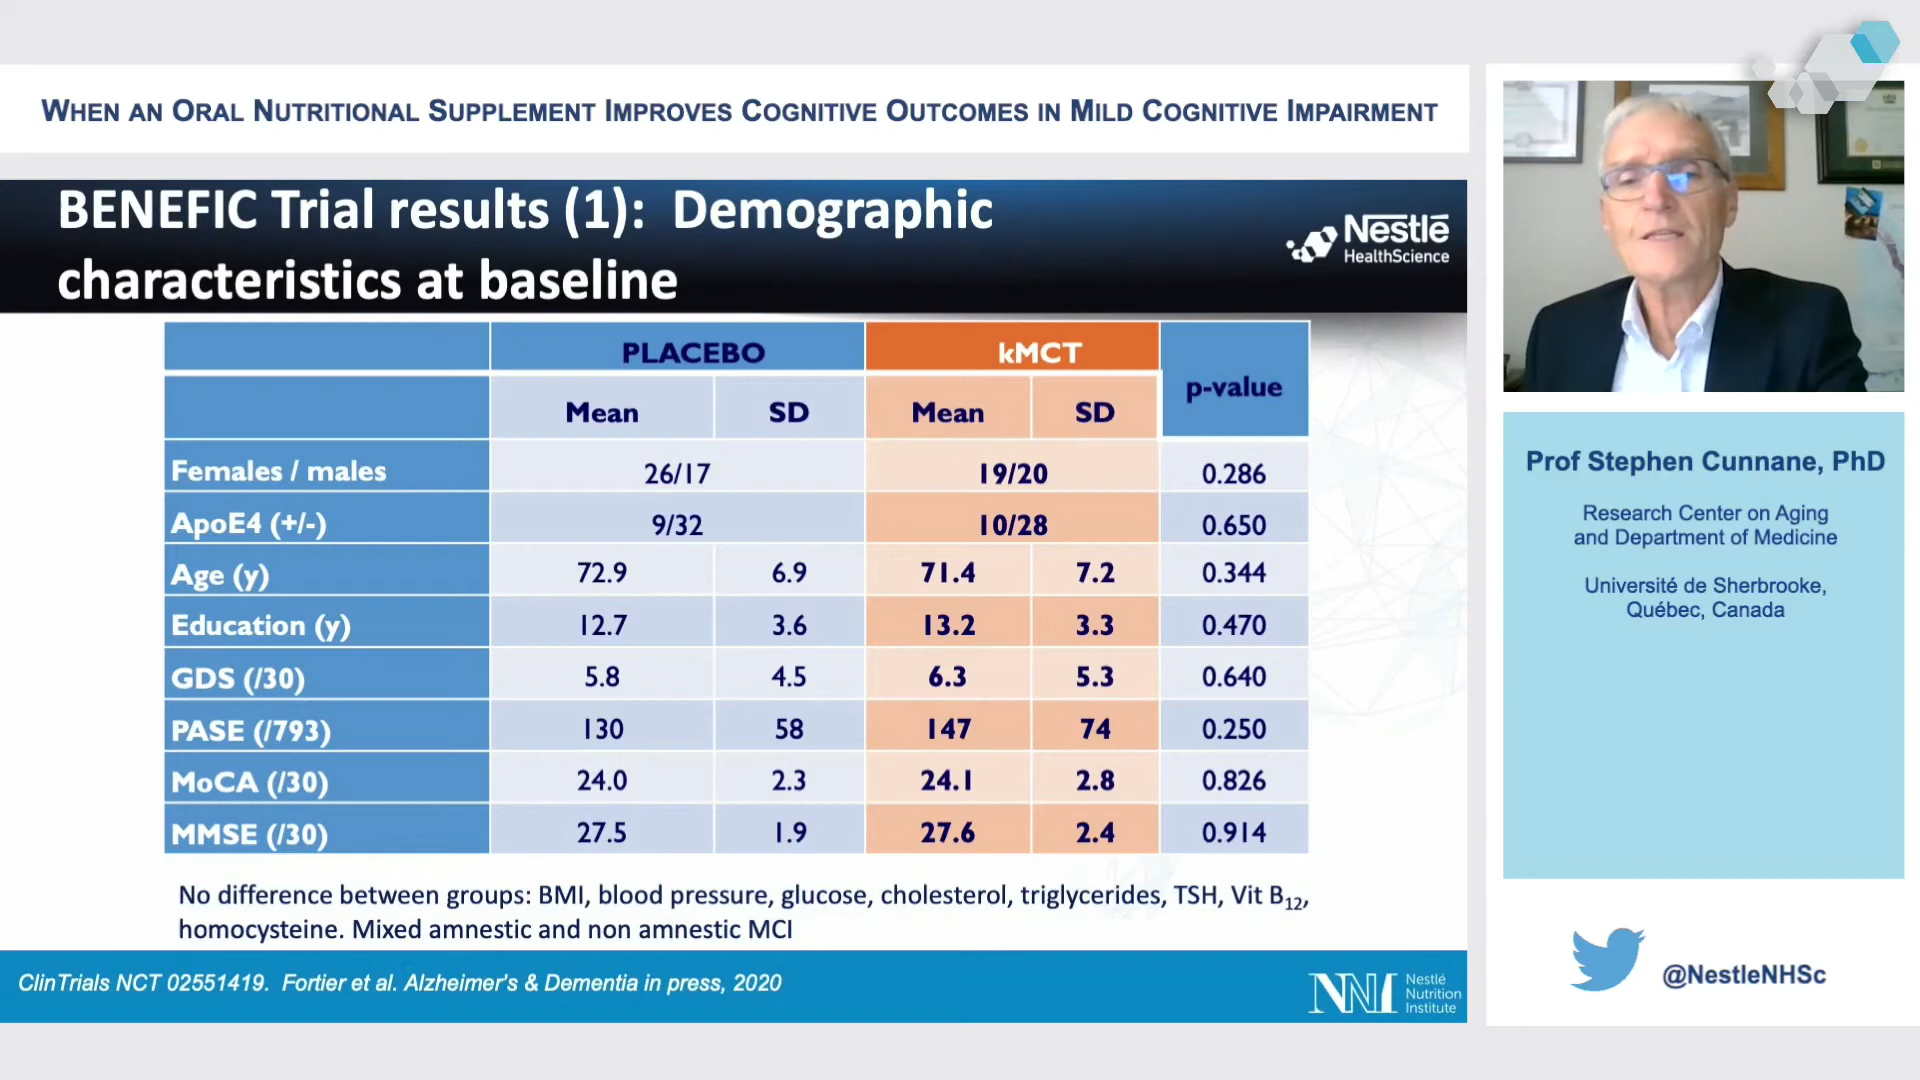 WHEN AN ORAL NUTRITIONAL SUPPLEMENT IMPROVES COGNITIVE OUTCOMES IN MILD COGNITIVE IMPAIRMENT
BENEFIC Trial results (1): Demographic
characteristics at baseline
Nestlé
HealthScience
PLACEBO kMCT p-value
Mean SD Mean SD
Females / males 26/17 19/20 0.286
ApoE4 (+/-) 9/32 10/28 0.650
Age (y) 72.9 6.9 71.4 7.2 0.344
Education (y) 12.7 3.6 13.2 3.3 0.470
GDS (/30) 5.8 4.5 6.3 5.3 0.640
PASE (/793) 130 58 147 74 0.250
MoCA (/30) 24.0 2.3 24.1 2.8 0.826
MMSE (/30) 27.5 1.9 27.6 2.4 0.914
No difference between groups: BMI, blood pressure, glucose, cholesterol, triglycerides, TSH, Vit B12,
homocysteine. Mixed amnestic and non amnestic MCI
ClinTrials NCT 02551419. Fortier et al. Alzheimer's & Dementia in press, 2020
NNI
Nestlé
Nutrition
Institute
Prof Stephen Cunnane, PhD
Research Center on Aging
and Department of Medicine
Université de Sherbrooke,
Québec, Canada
@NestleNHSc